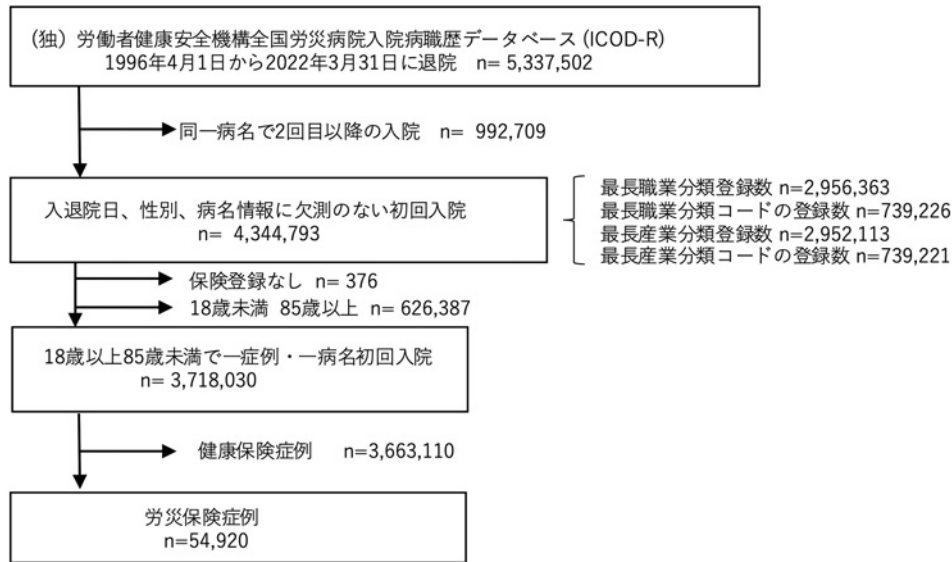 （独）労働者健康安全機構全国労災病院入院病職歴データベース (ICOD-R)
1996年4月1日から2022年3月31日に退院 n= 5,337,502
同一病名で2回目以降の入院 n= 992,709
入退院日、性別、病名情報に欠測のない初回入院
n= 4,344,793
最長職業分類登録数 n=2,956,363
最長職業分類コードの登録数 n=739,226
最長産業分類登録数 n=2,952,113
最長産業分類コードの登録数 n=739,221
保険登録なし n= 376
18歳未満 85歳以上 n= 626,387
18歳以上85歳未満で一症例・一病名初回入院
n= 3,718,030
健康保険症例 n=3,663,110
労災保険症例
n=54,920